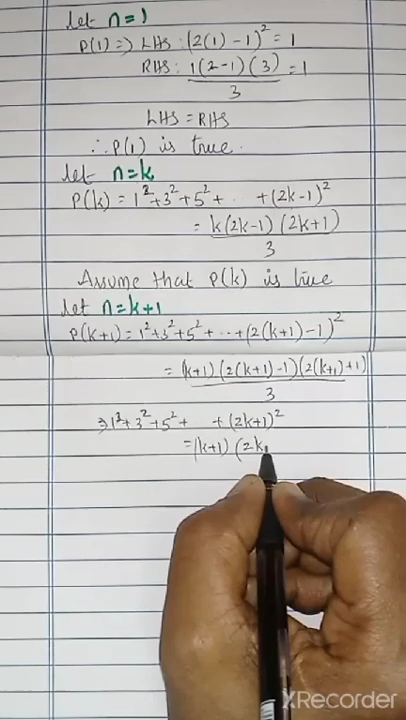 let n=1
P(1)=> LHS : (2(1) -1)² = 1
RHS : 1(2-1)(3) / 3 = 1
LHS = RHS
∴ P(1) is true.
let n=k
P(k) = 1²+3²+5²+ . . +(2k-1)²
= k(2k-1)(2k+1) / 3
Assume that P(k) is true
let n=k+1
P(k+1) = 1²+3²+5²+ ... +(2(k+1)-1)²
= (k+1)(2(k+1)-1)(2(k+1)+1) / 3
1²+3²+5²+ +(2k+1)²
=(k+1)(2k
XRecorder